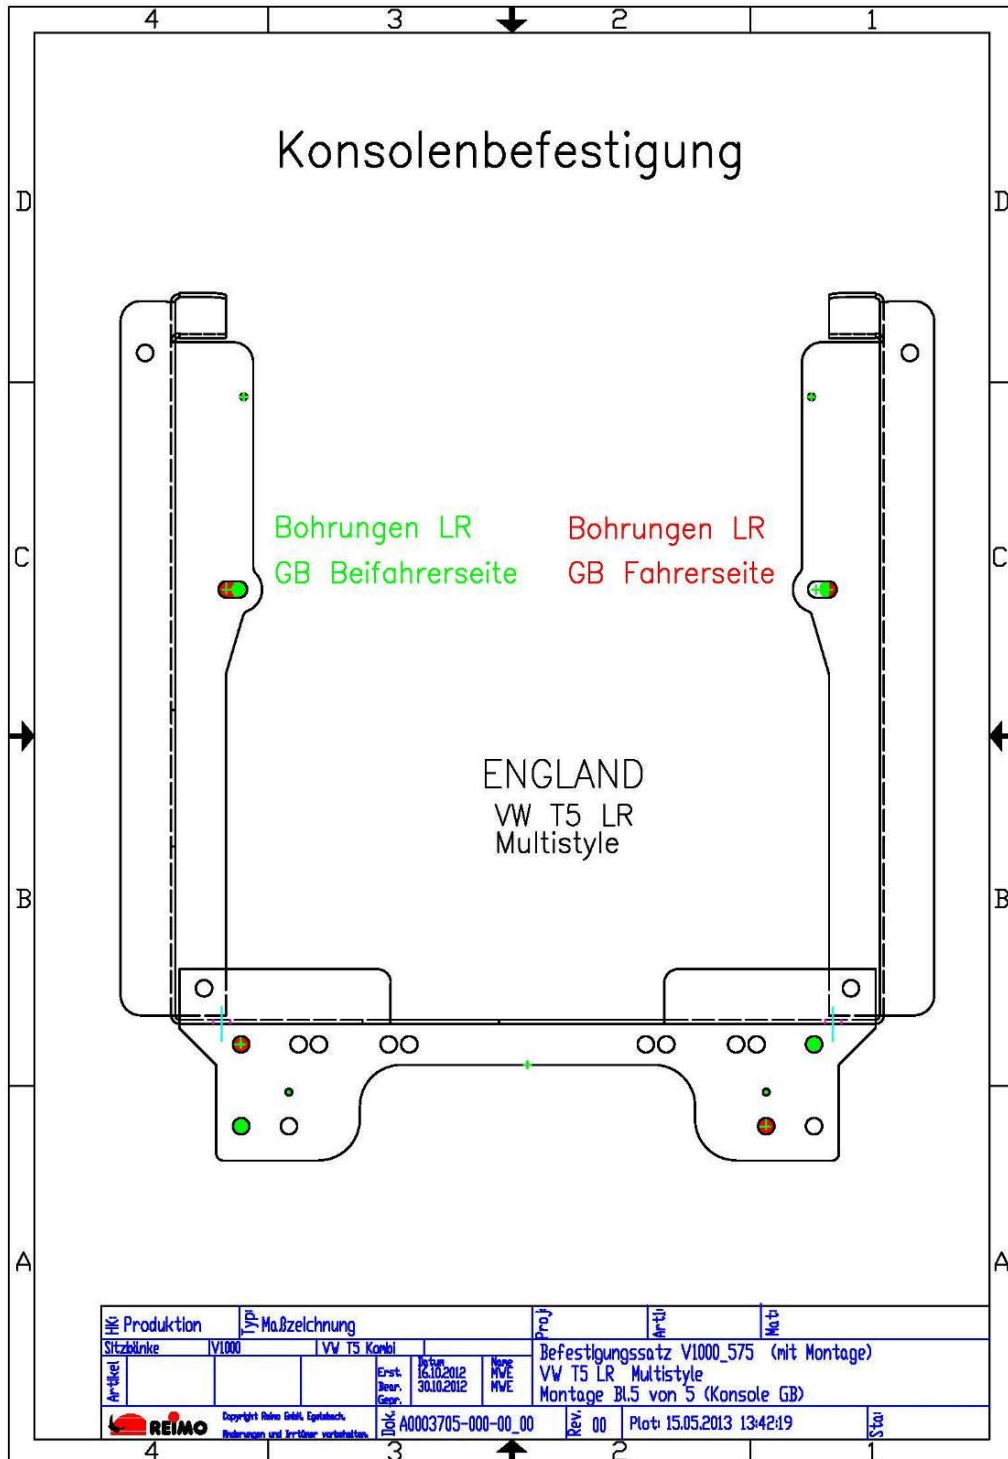 4 3 2 1
Konsolenbefestigung
D D
Bohrungen LR Bohrungen LR
GB Beifahrerseite GB Fahrerseite
C C
ENGLAND
VW T5 LR
Multistyle
B B
A A
HK: Produktion Typ: Maßzeichnung Proj Arti: Mat:
Sitzbänke V1000 VW T5 Kombi
Befestigungssatz V1000_575 (mit Montage)
Artikel Datum Name
Erst. 16.10.2012 MWE
VW T5 LR Multistyle
Bear. 30.10.2012 MWE
Gepr.
Montage Bl.5 von 5 (Konsole GB)
REIMO Copyright Reimo GmbH, Egelsbach. Dok: A0003705-000-00_00 Rev. 00 Plot: 15.05.2013 13:42:19 Sta:
Änderungen und Irrtümer vorbehalten.
4 3 2 1